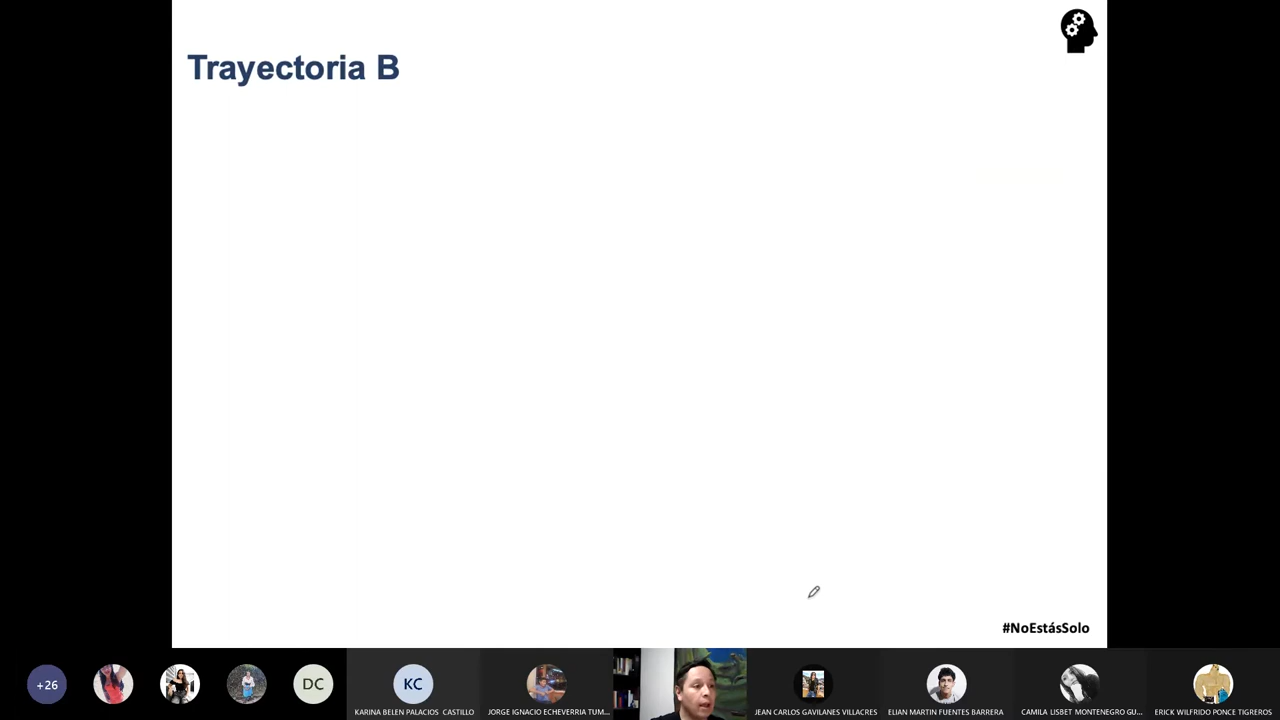 Trayectoria B
#NoEstásSolo
+26
DC
KC
KARINA BELEN PALACIOS CASTILLO
JORGE IGNACIO ECHEVERRIA TUM...
JEAN CARLOS GAVILANES VILLACRES
ELIAN MARTIN FUENTES BARRERA
CAMILA LISBET MONTENEGRO GU...
ERICK WILFRIDO PONCE TIGREROS